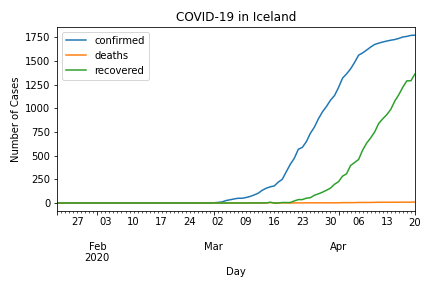 COVID-19 in Iceland
1750
1500
1250
1000
750
500
250
0
Number of Cases
confirmed
deaths
recovered
27 03 10 17 24 02 09 16 23 30 06 13 20
Feb Mar Apr
2020
Day